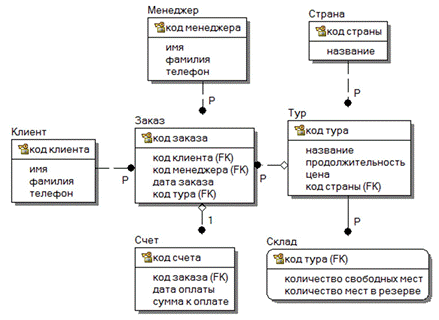 Менеджер
код менеджера
имя
фамилия
телефон
P
Страна
код страны
название
P
Клиент
код клиента
имя
фамилия
телефон
P
Заказ
код заказа
код клиента (FK)
код менеджера (FK)
дата заказа
код тура (FK)
P
1
Тур
код тура
название
продолжительность
цена
код страны (FK)
P
Счет
код счета
код заказа (FK)
дата оплаты
сумма к оплате
Склад
код тура (FK)
количество свободных мест
количество мест в резерве